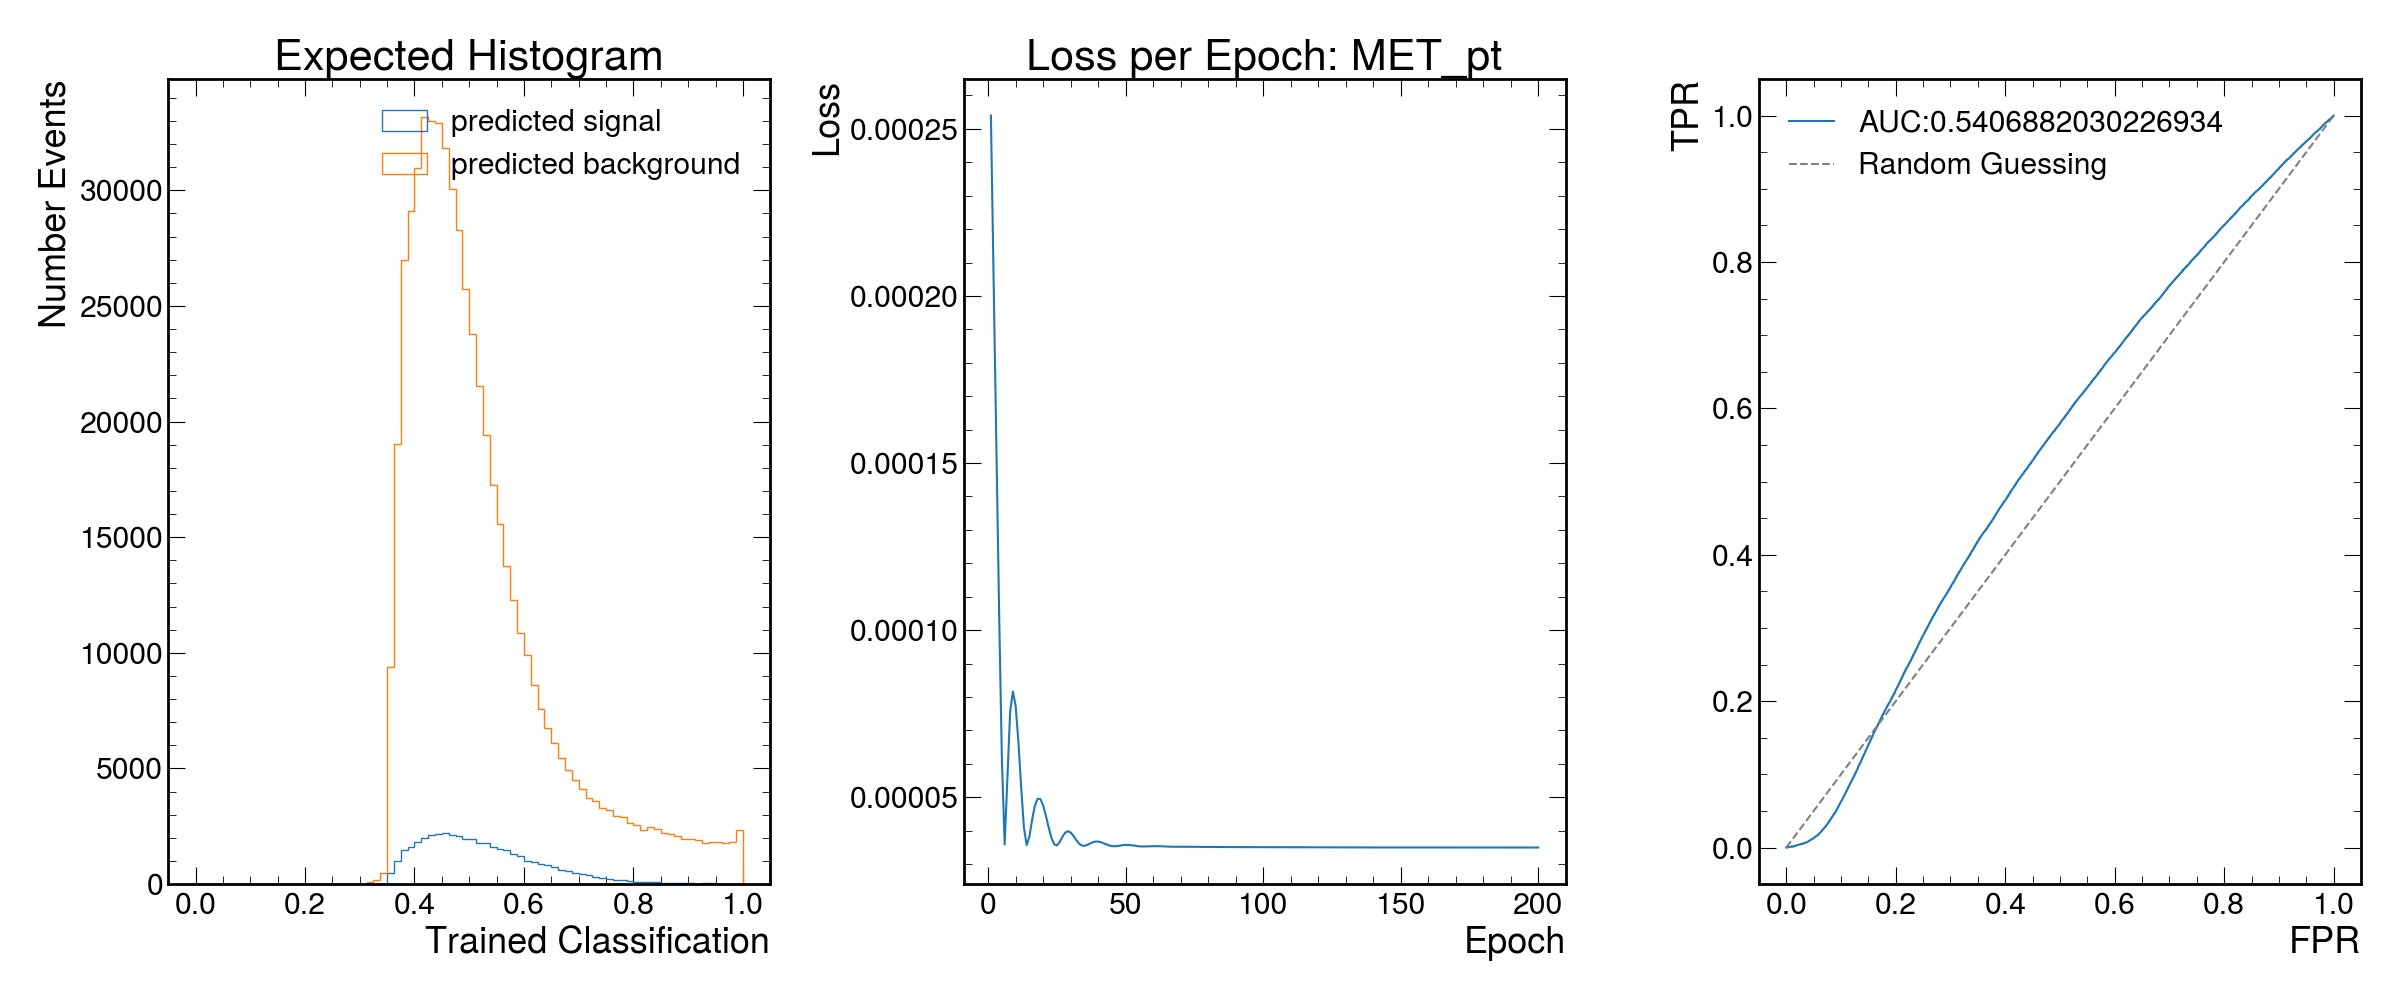 Expected Histogram
Number Events
predicted signal
predicted background
30000
25000
20000
15000
10000
5000
0
0.0 0.2 0.4 0.6 0.8 1.0
Trained Classification
Loss per Epoch: MET_pt
Loss
0.00025
0.00020
0.00015
0.00010
0.00005
0 50 100 150 200
Epoch
TPR
AUC:0.5406882030226934
Random Guessing
1.0
0.8
0.6
0.4
0.2
0.0
0.0 0.2 0.4 0.6 0.8 1.0
FPR